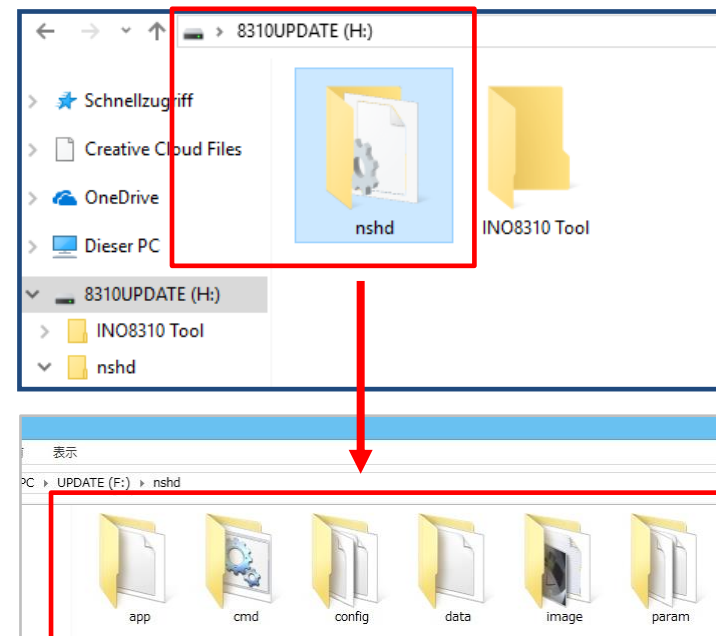 8310UPDATE (H:)
Schnellzugriff
Creative Cloud Files
OneDrive
Dieser PC
8310UPDATE (H:)
INO8310 Tool
nshd
nshd
INO8310 Tool
表示
PC ▸ UPDATE (F:) ▸ nshd
app
cmd
config
data
image
param